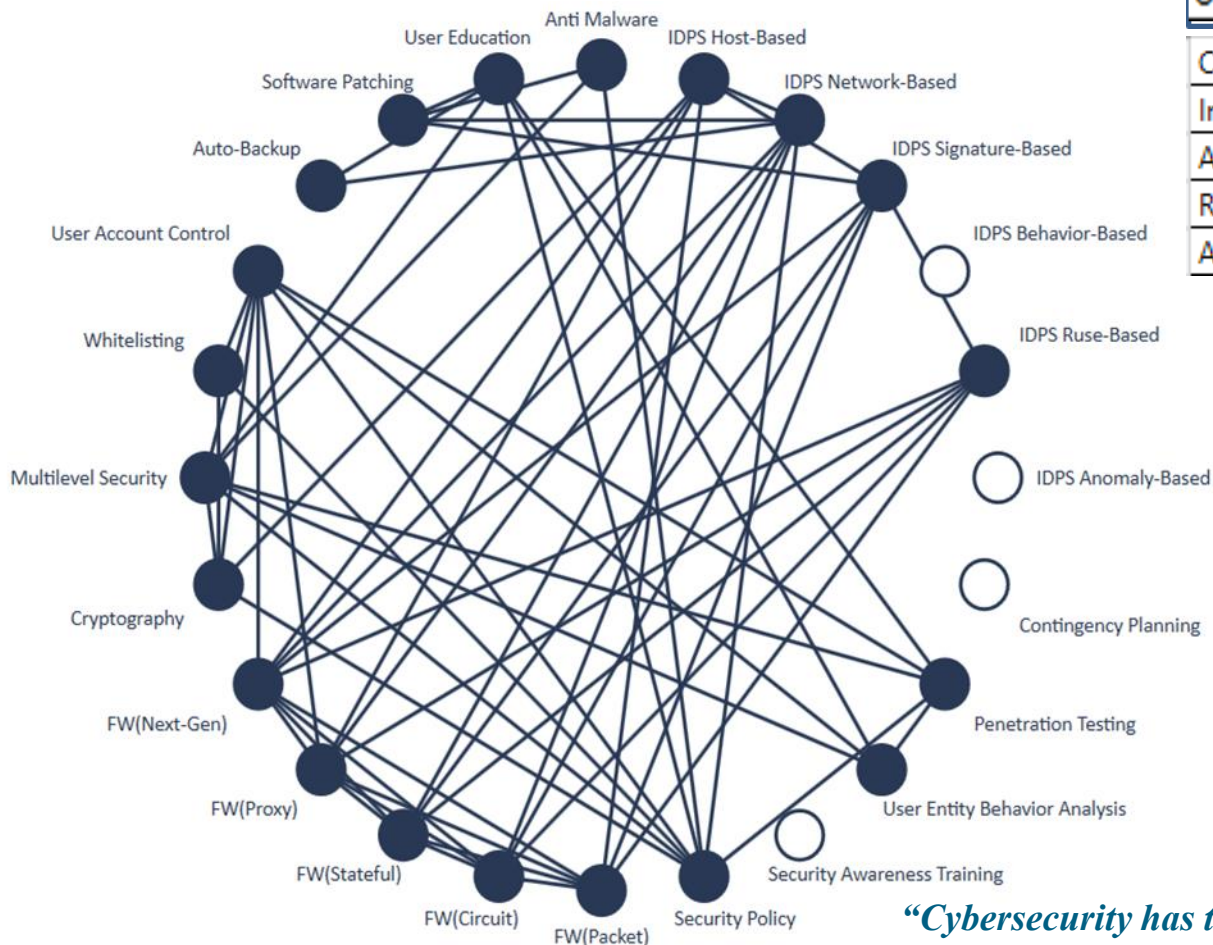 Anti Malware
User Education
IDPS Host-Based
Software Patching
IDPS Network-Based
Auto-Backup
IDPS Signature-Based
User Account Control
IDPS Behavior-Based
Whitelisting
IDPS Ruse-Based
Multilevel Security
IDPS Anomaly-Based
Cryptography
Contingency Planning
FW(Next-Gen)
Penetration Testing
FW(Proxy)
User Entity Behavior Analysis
FW(Stateful)
Security Awareness Training
FW(Circuit)
Security Policy
FW(Packet)
“Cybersecurity has